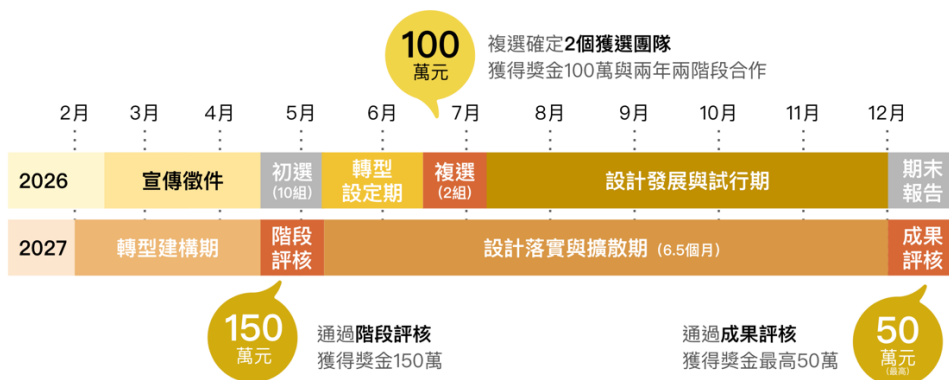 100
萬元
複選確定2個獲選團隊
獲得獎金100萬與兩年兩階段合作
2月 3月 4月 5月 6月 7月 8月 9月 10月 11月 12月
2026
宣傳徵件
初選
(10組)
轉型
設定期
複選
(2組)
設計發展與試行期
期末
報告
2027
轉型建構期
階段
評核
設計落實與擴散期 (6.5個月)
成果
評核
150
萬元
通過階段評核
獲得獎金150萬
通過成果評核
獲得獎金最高50萬
50
萬元
(最高)